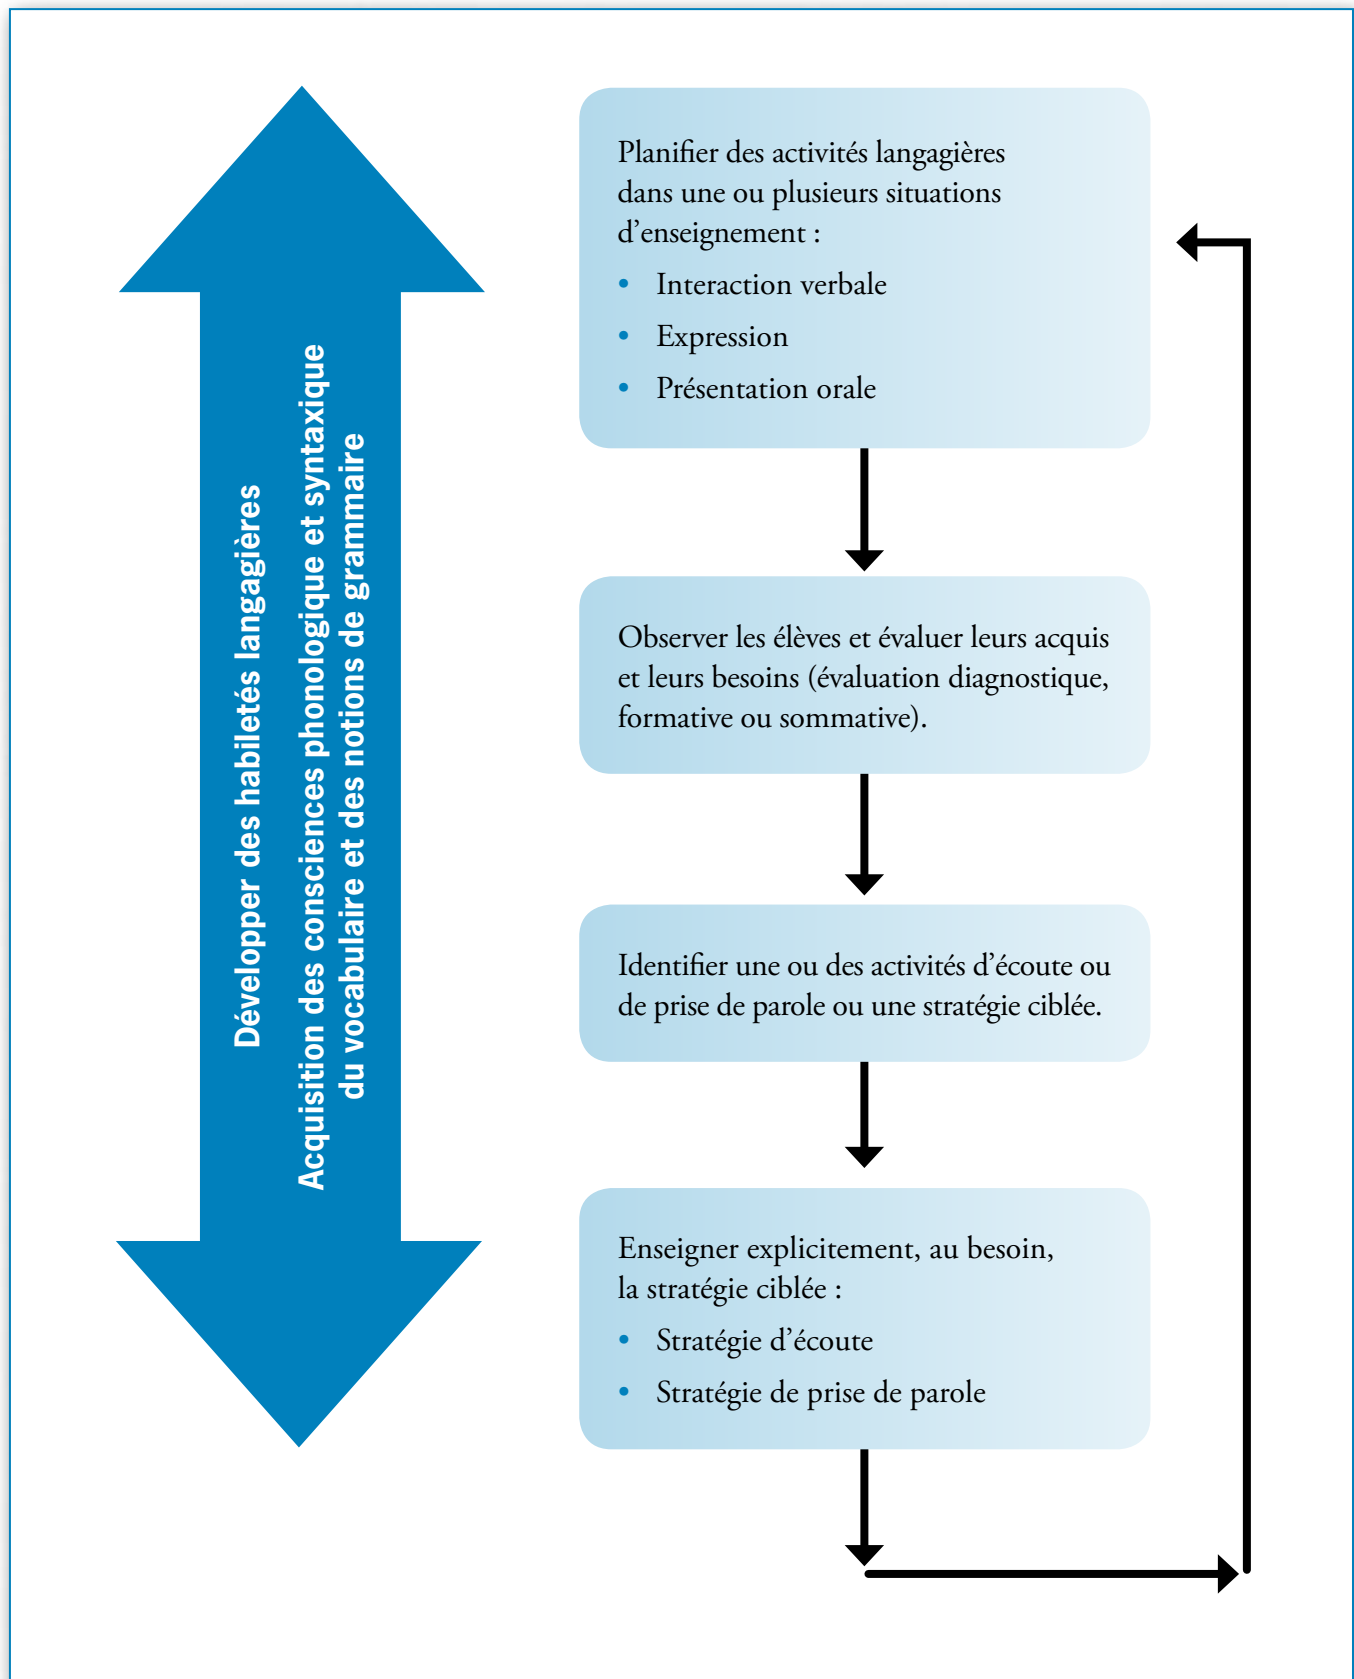 Développer des habiletés langagières
Acquisition des consciences phonologique et syntaxique
du vocabulaire et des notions de grammaire
Planifier des activités langagières
dans une ou plusieurs situations
d’enseignement :
• Interaction verbale
• Expression
• Présentation orale
Observer les élèves et évaluer leurs acquis
et leurs besoins (évaluation diagnostique,
formative ou sommative).
Identifier une ou des activités d’écoute ou
de prise de parole ou une stratégie ciblée.
Enseigner explicitement, au besoin,
la stratégie ciblée :
• Stratégie d’écoute
• Stratégie de prise de parole